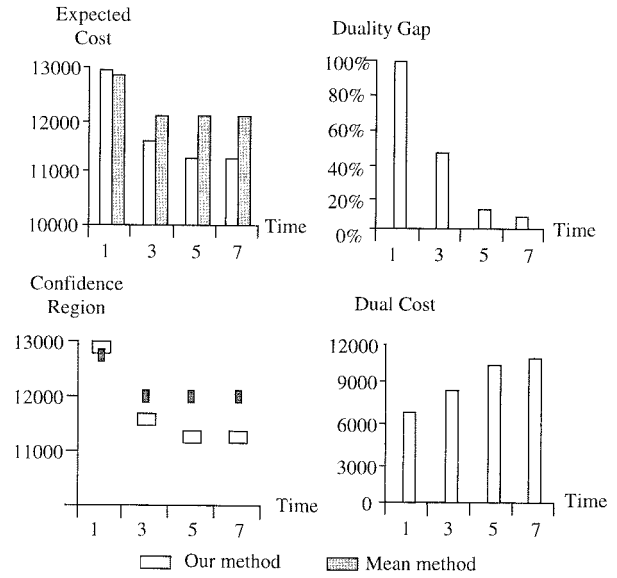 Expected
Cost
13000
12000
11000
10000
Time
1 3 5 7
Duality Gap
100%
80%
60%
40%
20%
0%
Time
1 3 5 7
Confidence
Region
13000
12000
11000
Time
1 3 5 7
Dual Cost
12000
9000
6000
3000
0
Time
1 3 5 7
Our method
Mean method